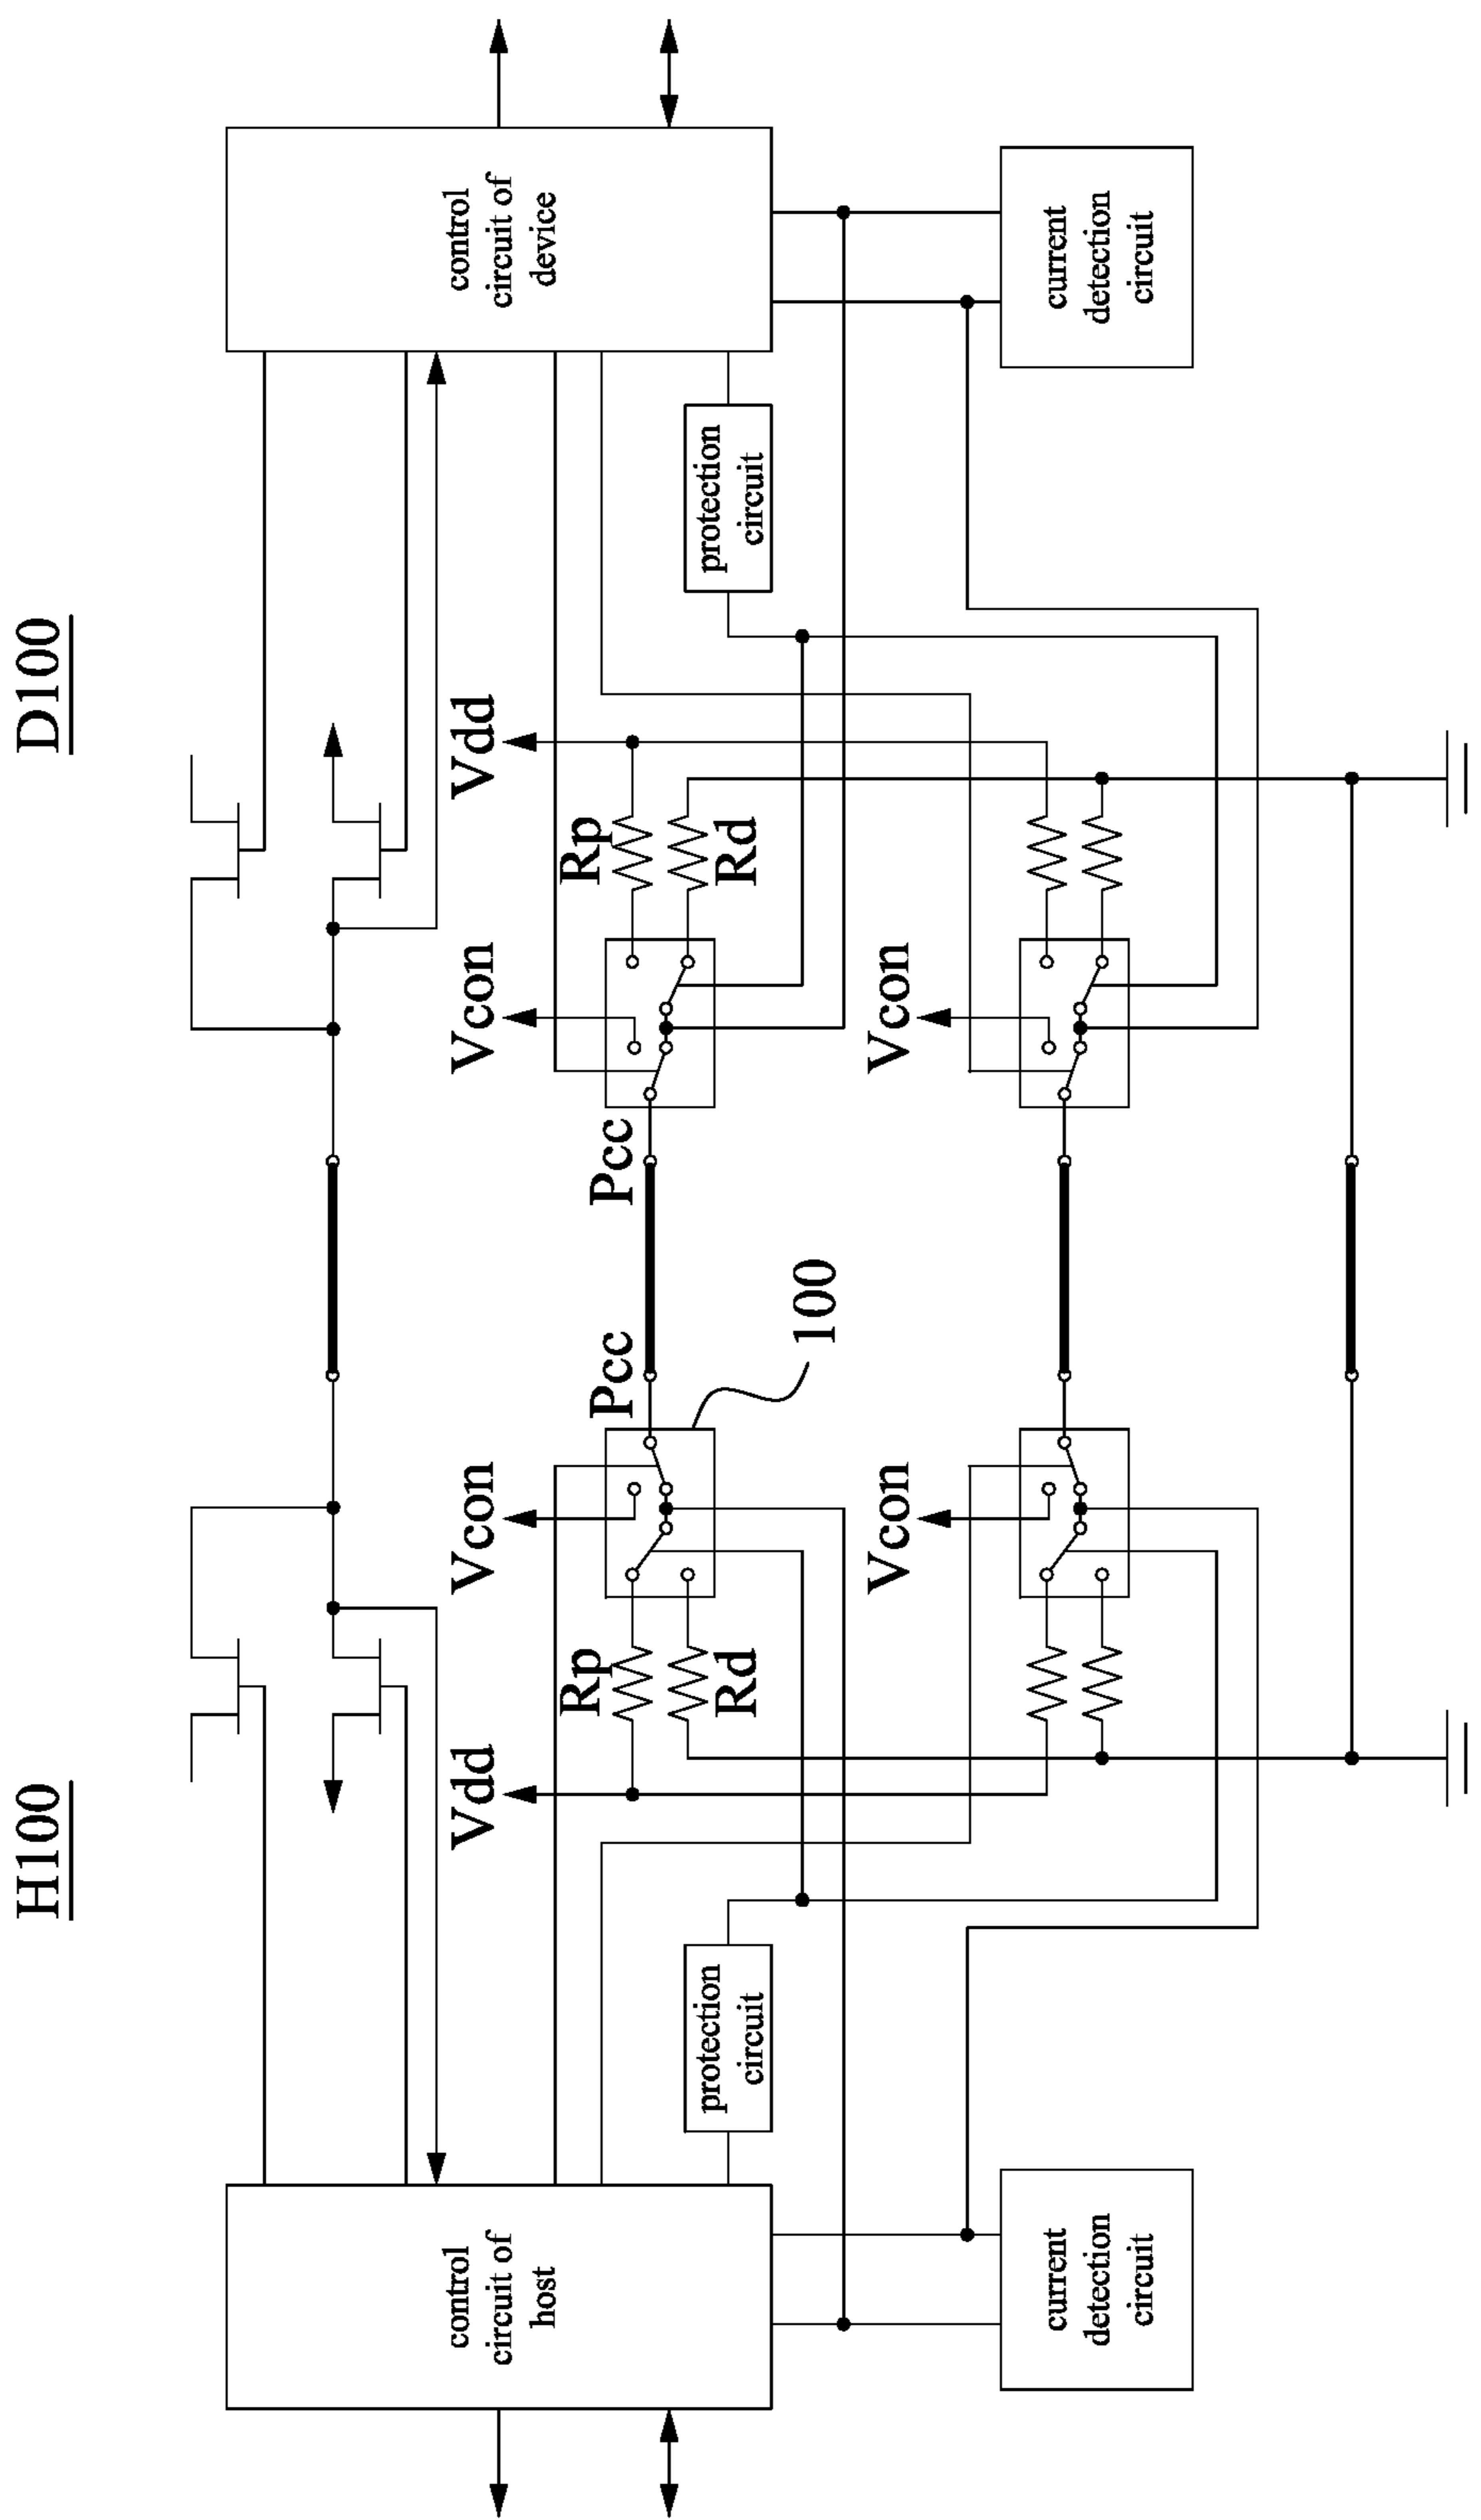 H100
D100
control
circuit of
host
control
circuit of
device
Vdd
Vcon
Vcon
Vdd
Rp
Pcc
Pcc
Rp
protection
circuit
Rd
100
Rd
protection
circuit
Vcon
Vcon
current
detection
circuit
current
detection
circuit